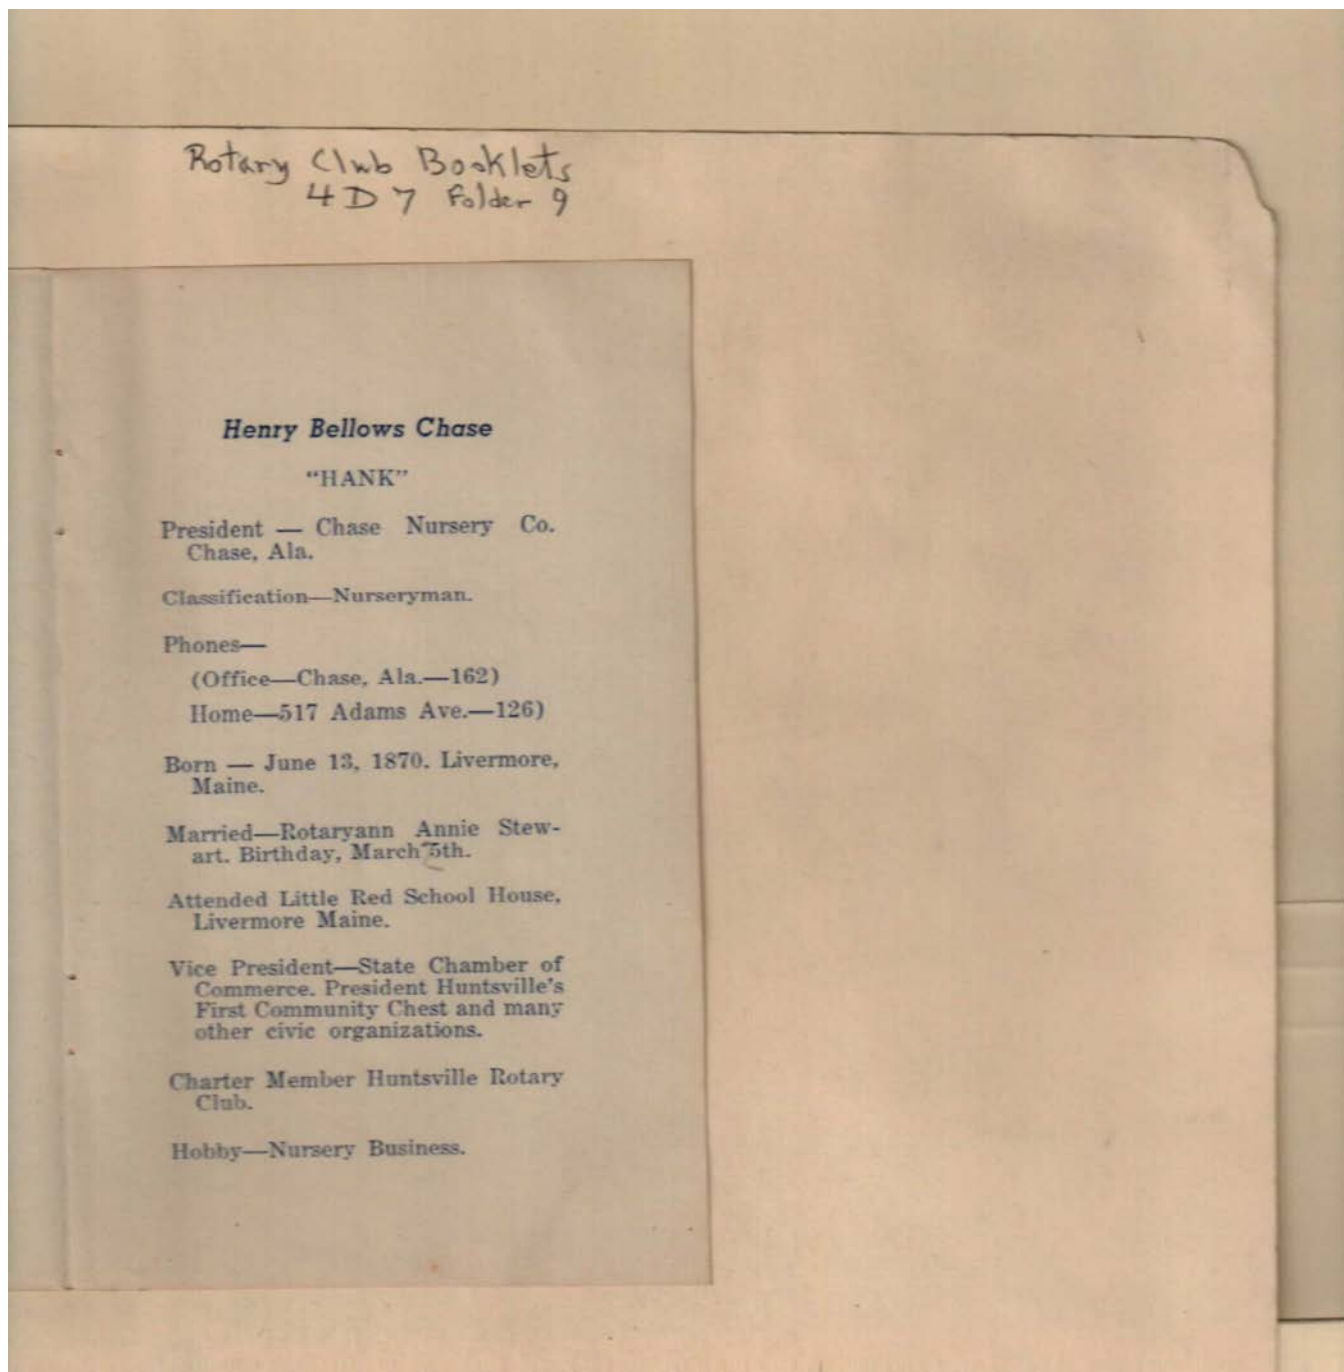 Rotary Club Booklets
4 D 7 Folder 9
Henry Bellows Chase
"HANK"
President — Chase Nursery Co.
Chase, Ala.
Classification—Nurseryman.
Phones—
(Office—Chase, Ala.—162)
Home—517 Adams Ave.—126)
Born — June 13, 1870. Livermore,
Maine.
Married—Rotaryann Annie Stew-
art. Birthday, March 5th.
Attended Little Red School House,
Livermore Maine.
Vice President—State Chamber of
Commerce. President Huntsville's
First Community Chest and many
other civic organizations.
Charter Member Huntsville Rotary
Club.
Hobby—Nursery Business.